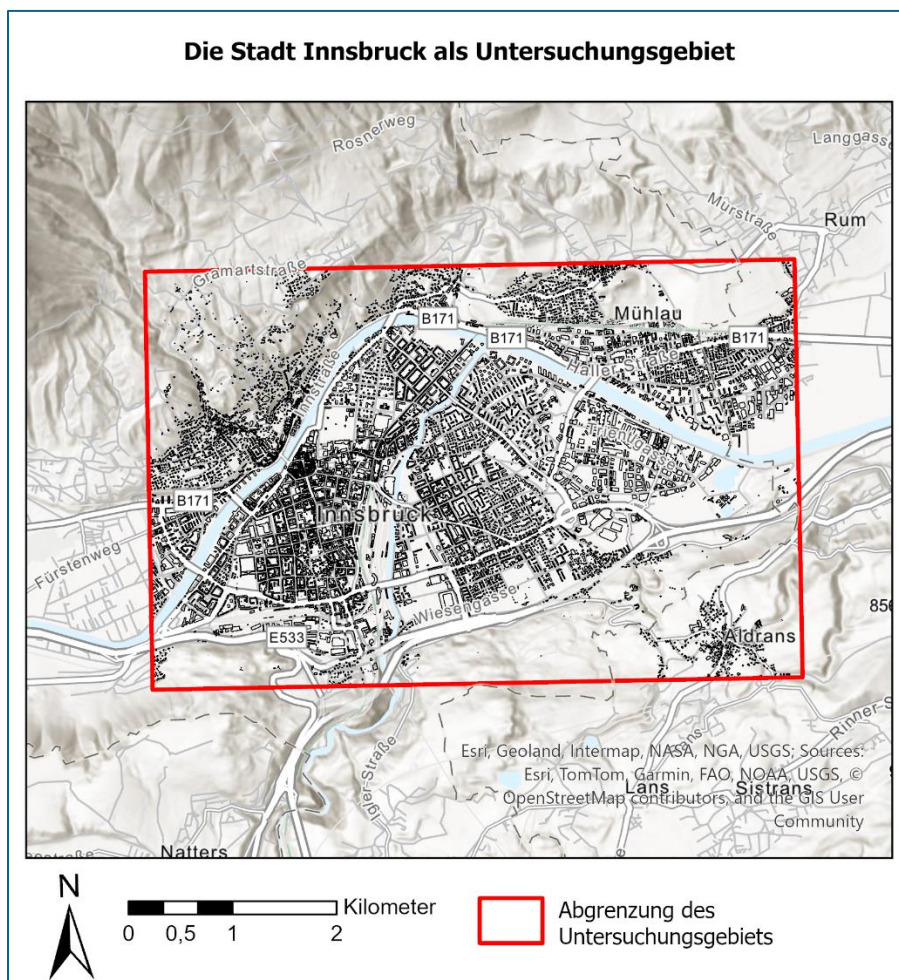 Die Stadt Innsbruck als Untersuchungsgebiet
Rosnerweg
Langgasse
Murstraße
Rum
Gramartstraße
B171
Mühlau
B171
B171
Innstraße
Haller Straße
B171
Innsbruck
Fürstenweg
Wiesengasse
E533
Aldrans
856
Rinner-S
Igler-Straße
Esri, Geoland, Intermap, NASA, NGA, USGS; Sources:
Esri, TomTom, Garmin, FAO, NOAA, USGS, ©
OpenStreetMap contributors, and the GIS User
Community
Lans
Sistrans
Natters
N
Kilometer
0 0,5 1 2
Abgrenzung des
Untersuchungsgebiets